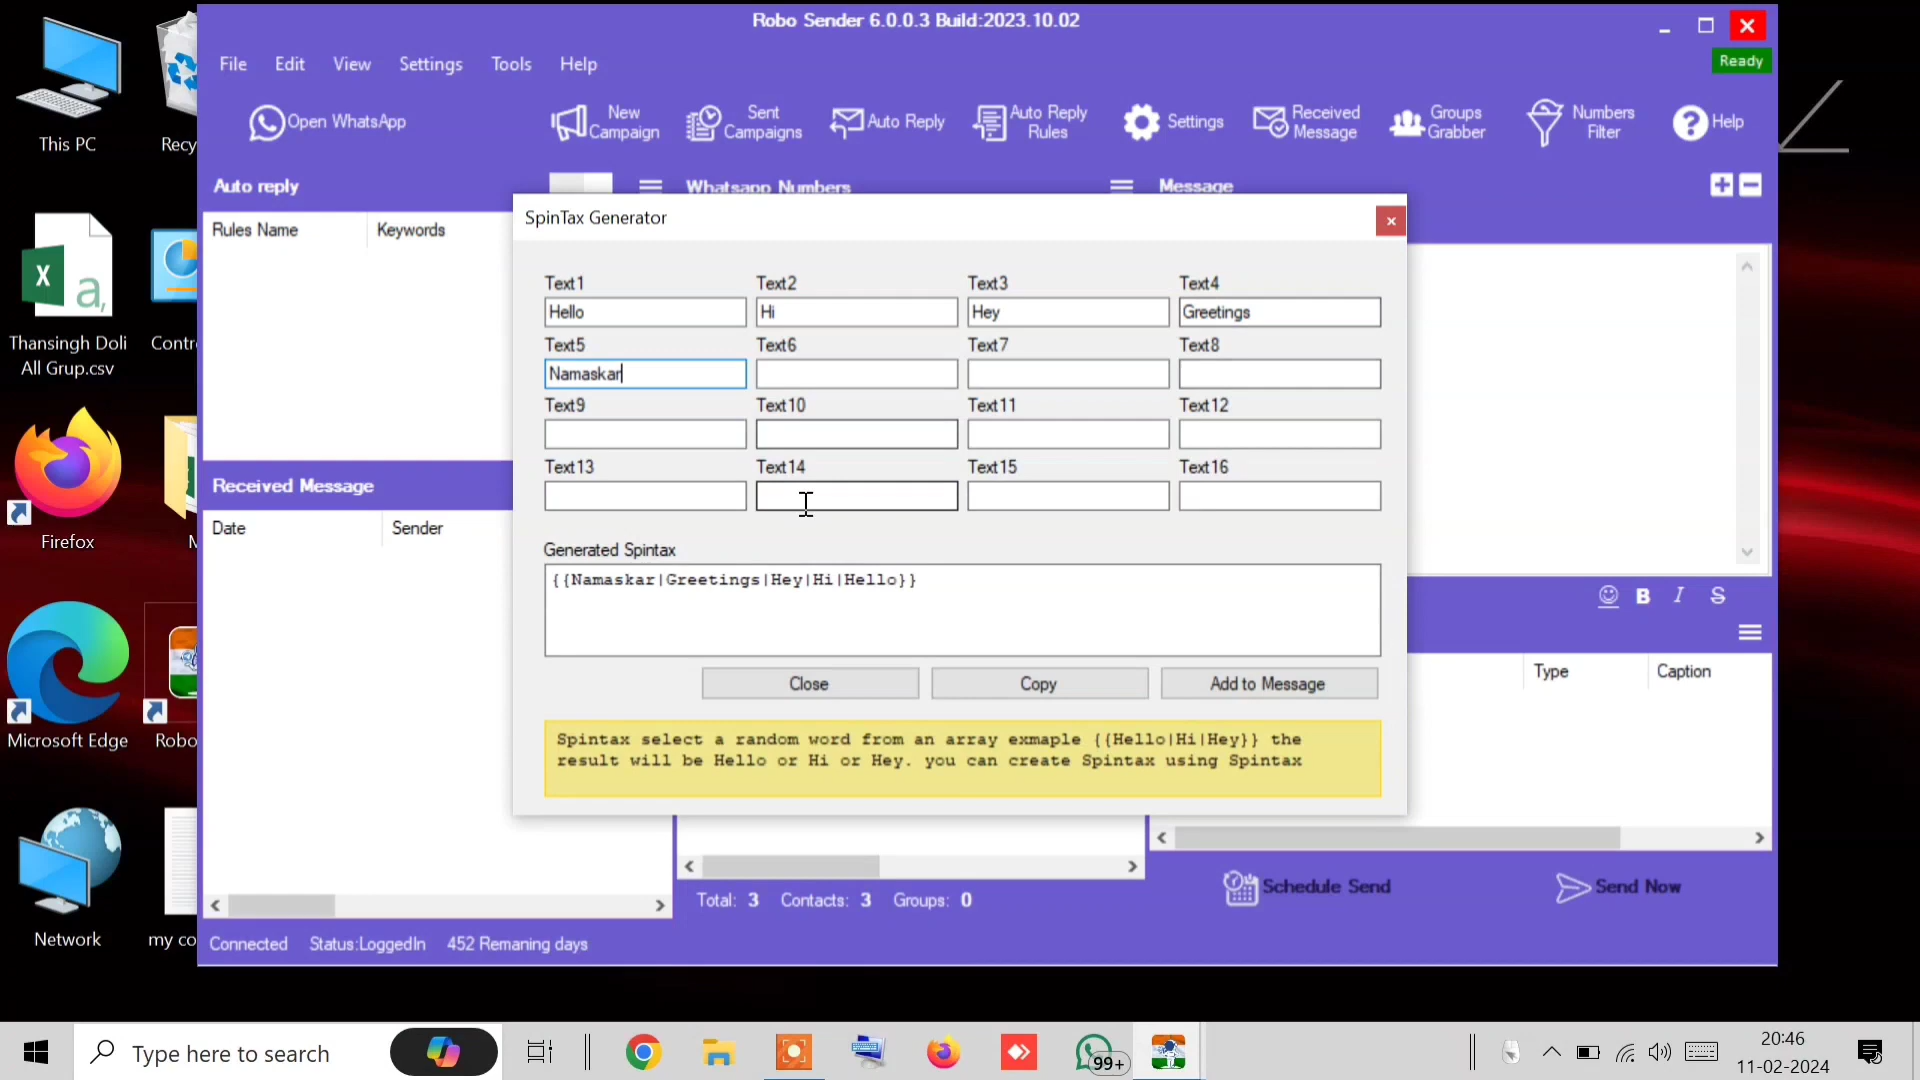 Robo Sender 6.0.0.3 Build:2023.10.02
File Edit View Settings Tools Help
Ready
Open WhatsApp
New Campaign
Sent Campaigns
Auto Reply
Auto Reply Rules
Settings
Received Message
Groups Grabber
Numbers Filter
Help
Auto reply
Whatsapp Numbers
Message
Rules Name Keywords
SpinTax Generator
Text1 Text2 Text3 Text4
Hello Hi Hey Greetings
Text5 Text6 Text7 Text8
Namaskar
Text9 Text10 Text11 Text12
Text13 Text14 Text15 Text16
Generated Spintax
{{Namaskar|Greetings|Hey|Hi|Hello}}
Close Copy Add to Message
Spintax select a random word from an array exmaple {{Hello|Hi|Hey}} the
result will be Hello or Hi or Hey. you can create Spintax using Spintax
Received Message
Date Sender
B I S
Type Caption
Total: 3 Contacts: 3 Groups: 0
Schedule Send
Send Now
Connected Status:LoggedIn 452 Remaning days
This PC
Thansingh Doli
All Grup.csv
Firefox
Microsoft Edge
Network
my co
Type here to search
99+
20:46
11-02-2024